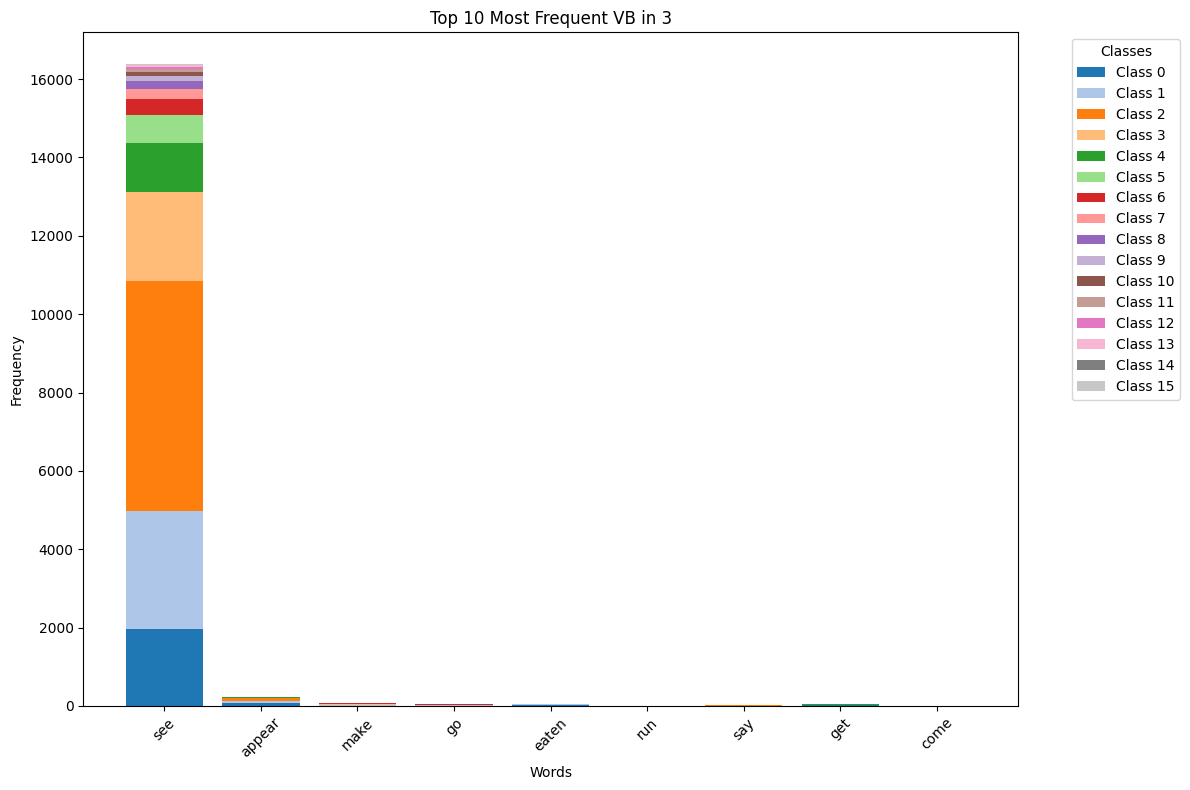 Top 10 Most Frequent VB in 3
Frequency
16000
14000
12000
10000
8000
6000
4000
2000
0
see
appear
make
go
eaten
run
say
get
come
Words
Classes
Class 0
Class 1
Class 2
Class 3
Class 4
Class 5
Class 6
Class 7
Class 8
Class 9
Class 10
Class 11
Class 12
Class 13
Class 14
Class 15